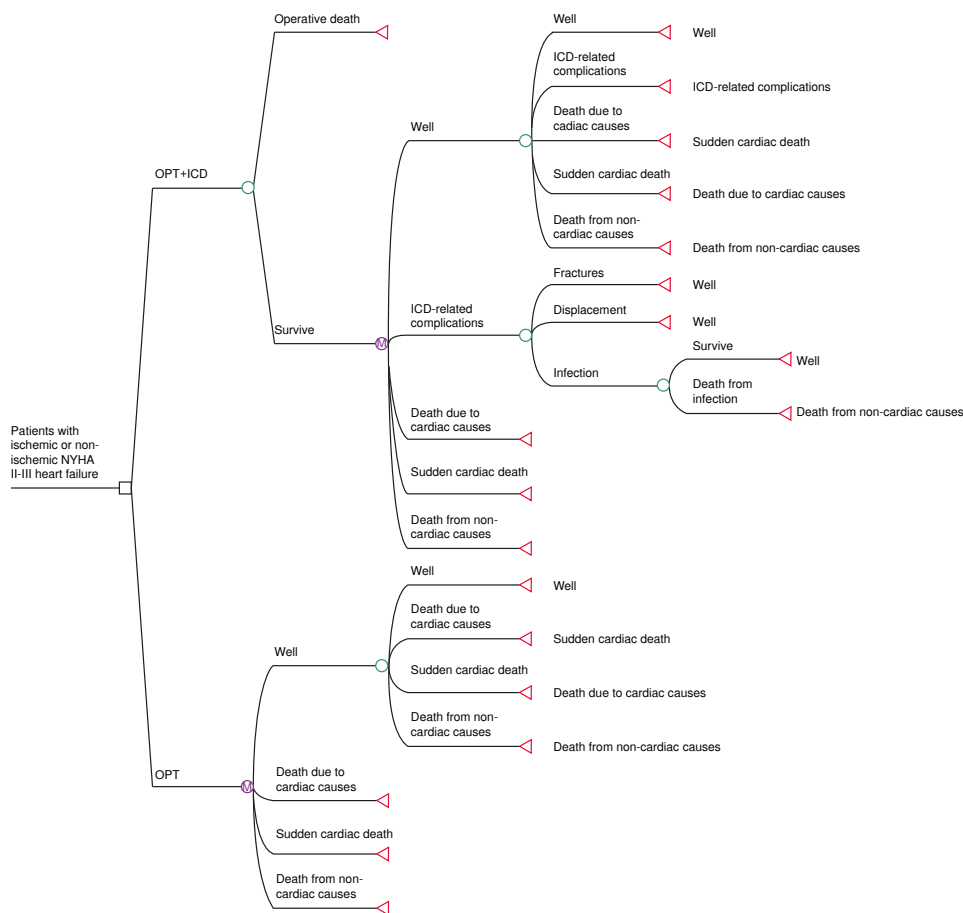 Operative death
Well
Well
ICD-related
complications
ICD-related complications
Death due to
cadiac causes
Well
Sudden cardiac death
OPT+ICD
Sudden cardiac death
Death due to cardiac causes
Death from non-
cardiac causes
Death from non-cardiac causes
Fractures
Well
ICD-related
complications
Displacement
Well
Survive
M
Survive
Well
Infection
Death from
infection
Death from non-cardiac causes
Death due to
cardiac causes
Patients with
ischemic or non-
ischemic NYHA
II-III heart failure
Sudden cardiac death
Death from non-
cardiac causes
Well
Well
Death due to
cardiac causes
Sudden cardiac death
Well
Sudden cardiac death
Death due to cardiac causes
Death from non-
cardiac causes
Death from non-cardiac causes
OPT
M
Death due to
cardiac causes
Sudden cardiac death
Death from non-
cardiac causes